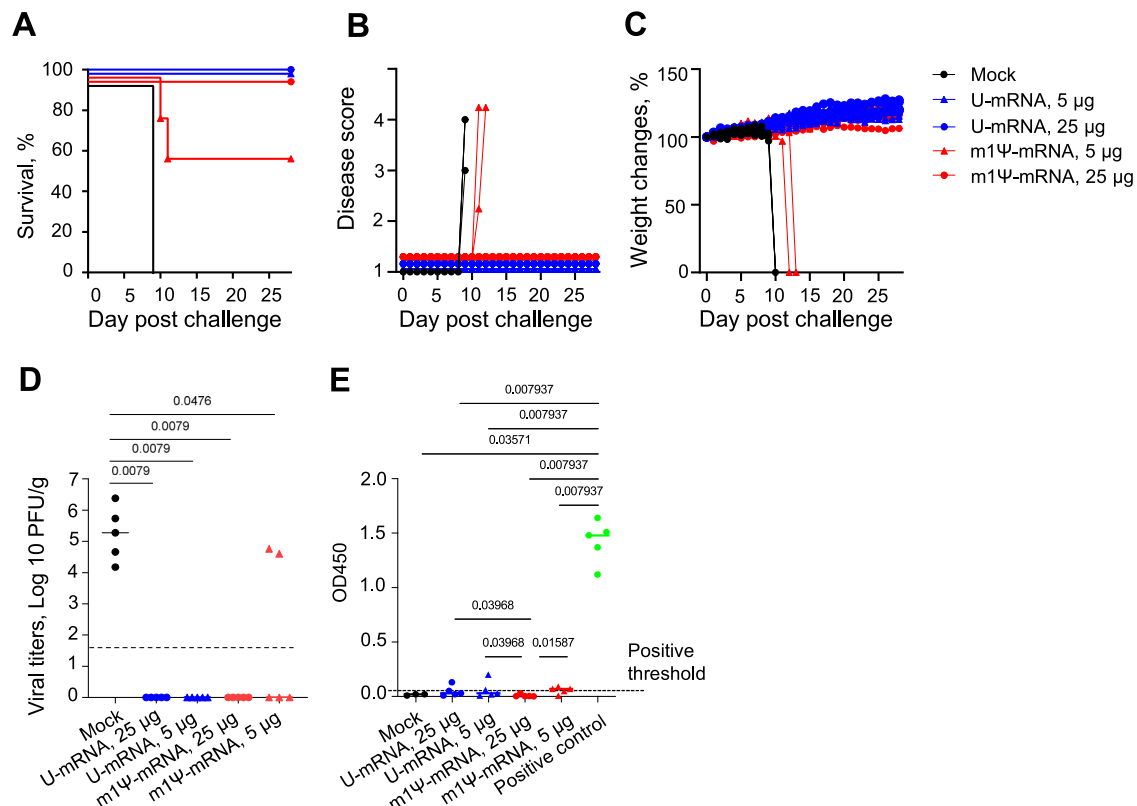 A
B
C
Survival, %
100
80
60
40
20
0
0 5 10 15 20 25
Day post challenge
Disease score
5
4
3
2
1
0 5 10 15 20 25
Day post challenge
Weight changes, %
150
100
50
0
0 5 10 15 20 25
Day post challenge
Mock
U-mRNA, 5 µg
U-mRNA, 25 µg
m1Ψ-mRNA, 5 µg
m1Ψ-mRNA, 25 µg
D
E
0.0476
0.0079
0.0079
0.0079
Viral titers, Log 10 PFU/g
7
6
5
4
3
2
1
0
Mock
U-mRNA, 25 µg
U-mRNA, 5 µg
m1Ψ-mRNA, 25 µg
m1Ψ-mRNA, 5 µg
0.007937
0.007937
0.03571
0.007937
0.007937
0.03968
0.03968
0.01587
OD450
2.0
1.5
1.0
0.5
0.0
Positive
threshold
Mock
U-mRNA, 25 µg
U-mRNA, 5 µg
m1Ψ-mRNA, 25 µg
m1Ψ-mRNA, 5 µg
Positive control